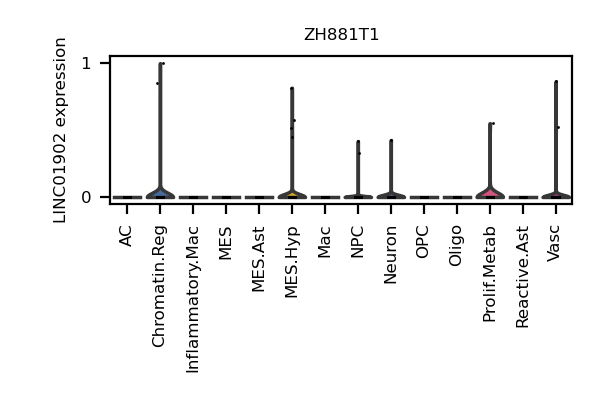 ZH881T1
LINC01902 expression
1
0
AC
Chromatin.Reg
Inflammatory.Mac
MES
MES.Ast
MES.Hyp
Mac
NPC
Neuron
OPC
Oligo
Prolif.Metab
Reactive.Ast
Vasc